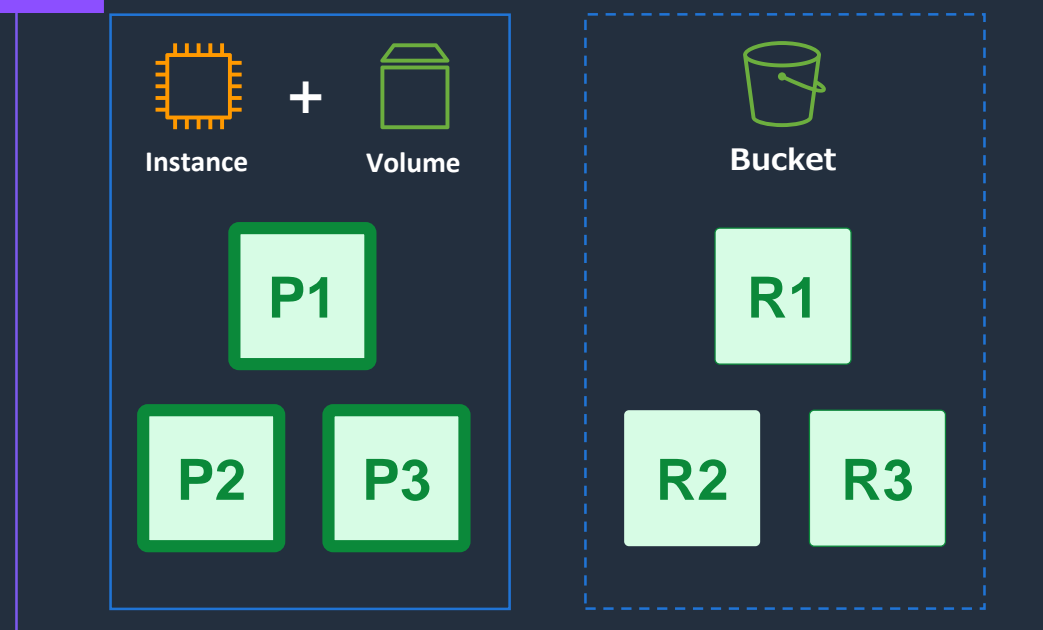 +
Instance
Volume
Bucket
P1
R1
P2
P3
R2
R3